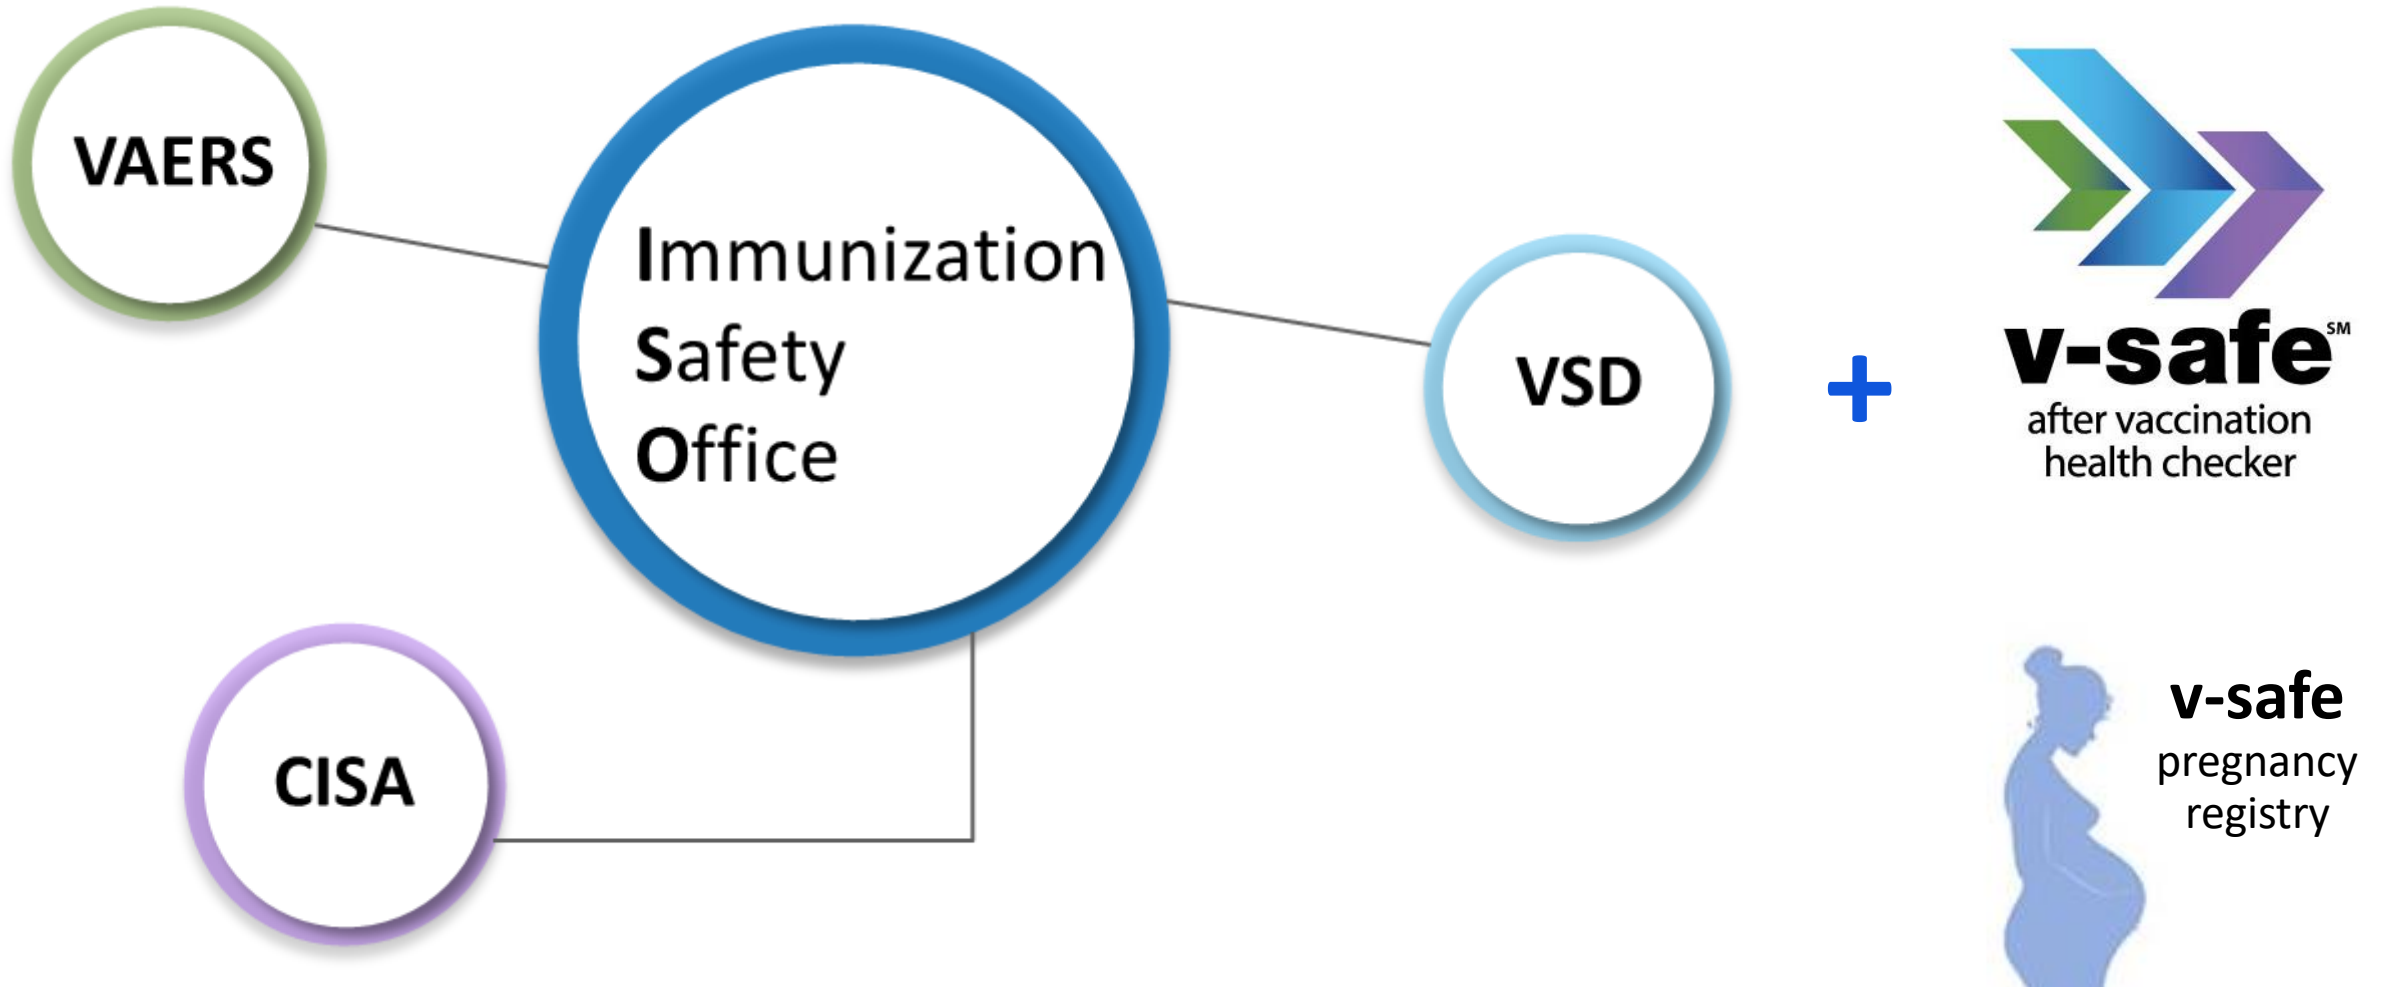 VAERS
Immunization
Safety
Office
VSD
+
v-safe℠
after vaccination
health checker
CISA
v-safe
pregnancy
registry